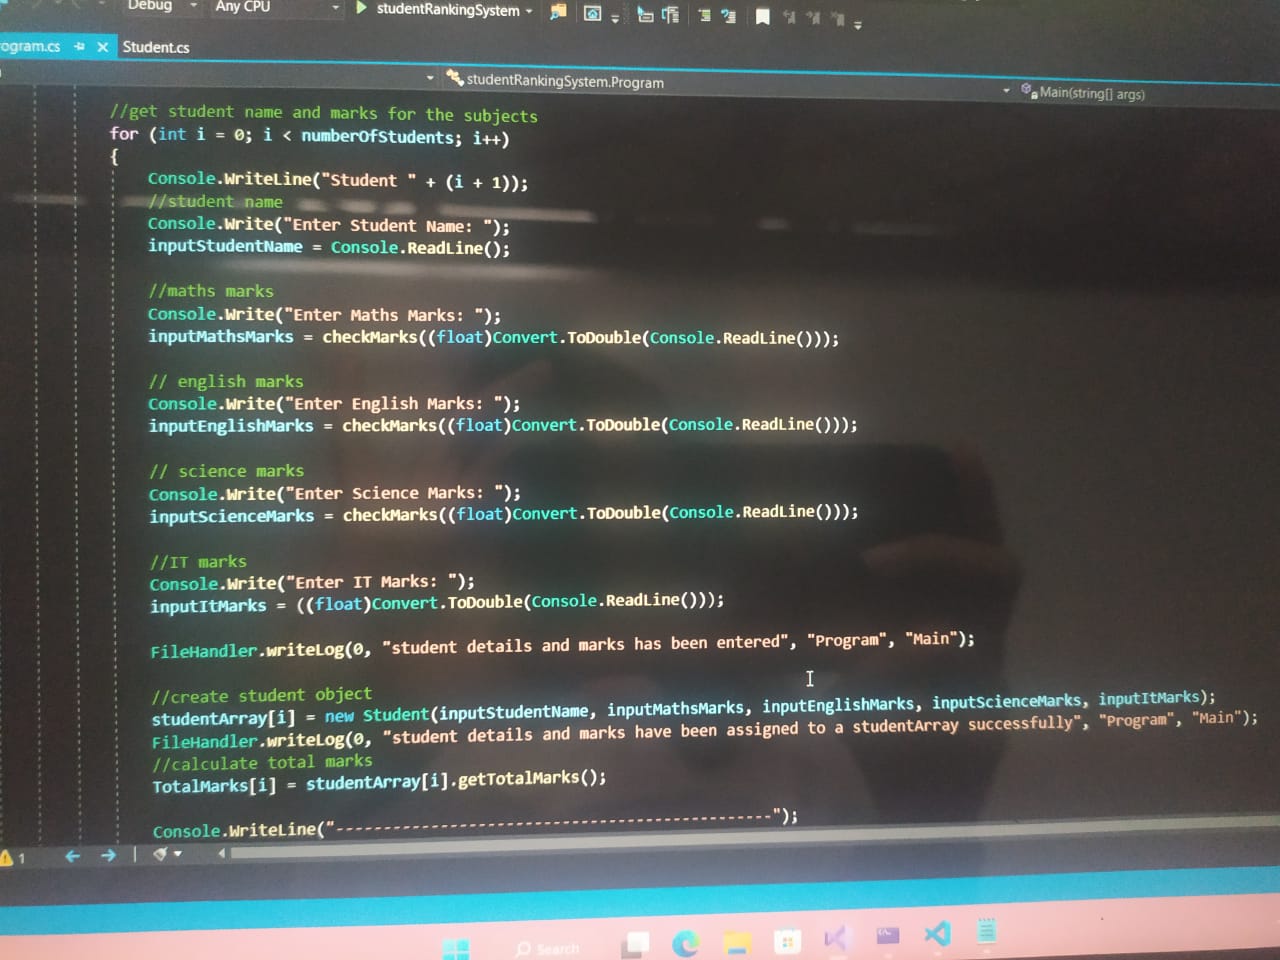 Debug
Any CPU
studentRankingSystem
ogram.cs
Student.cs
studentRankingSystem.Program
Main(string[] args)
//get student name and marks for the subjects
for (int i = 0; i < numberOfStudents; i++)
{
Console.WriteLine("Student " + (i + 1));
//student name
Console.Write("Enter Student Name: ");
inputStudentName = Console.ReadLine();
//maths marks
Console.Write("Enter Maths Marks: ");
inputMathsMarks = checkMarks((float)Convert.ToDouble(Console.ReadLine()));
// english marks
Console.Write("Enter English Marks: ");
inputEnglishMarks = checkMarks((float)Convert.ToDouble(Console.ReadLine()));
// science marks
Console.Write("Enter Science Marks: ");
inputScienceMarks = checkMarks((float)Convert.ToDouble(Console.ReadLine()));
//IT marks
Console.Write("Enter IT Marks: ");
inputItMarks = ((float)Convert.ToDouble(Console.ReadLine()));
FileHandler.writeLog(0, "student details and marks has been entered", "Program", "Main");
//create student object
studentArray[i] = new Student(inputStudentName, inputMathsMarks, inputEnglishMarks, inputScienceMarks, inputItMarks);
FileHandler.writeLog(0, "student details and marks have been assigned to a studentArray successfully", "Program", "Main");
//calculate total marks
TotalMarks[i] = studentArray[i].getTotalMarks();
Console.WriteLine("---------------------------------------------");
1
Search